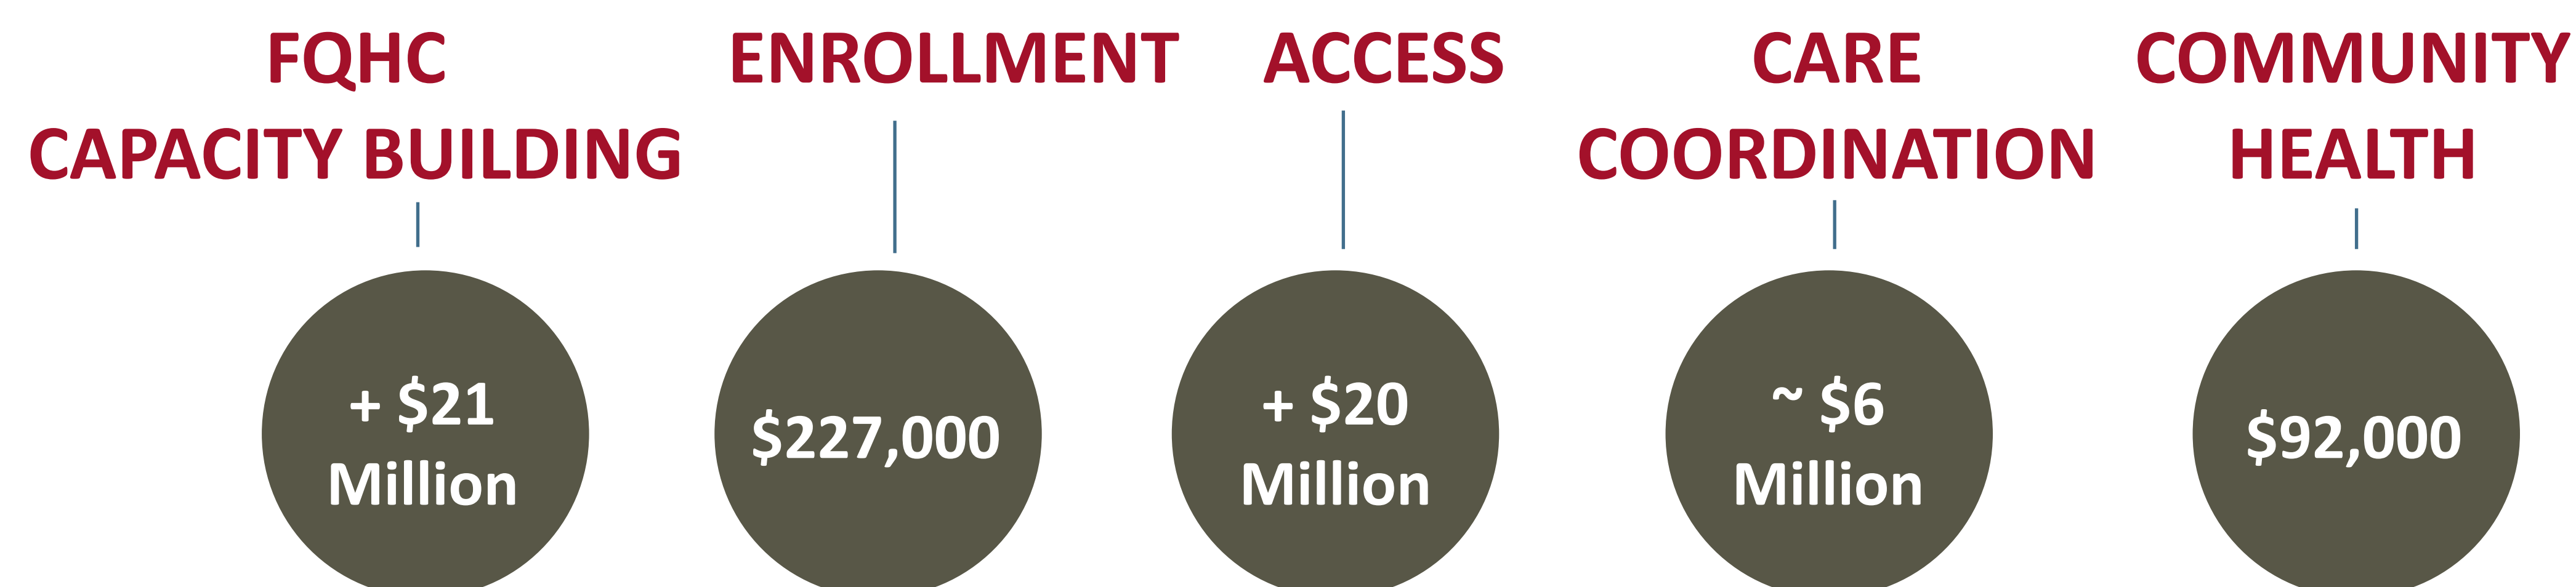 FQHC
CAPACITY BUILDING
ENROLLMENT
ACCESS
CARE
COORDINATION
COMMUNITY
HEALTH
+ $21
Million
$227,000
+ $20
Million
~ $6
Million
$92,000